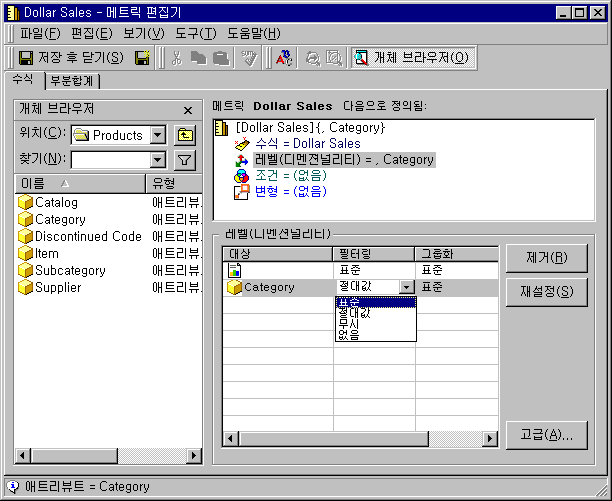 Dollar Sales - 메트릭 편집기
파일(F) 편집(E) 보기(V) 도구(T) 도움말(H)
저장 후 닫기(S) 개체 브라우저(O)
수식 부분합계
개체 브라우저
위치(C): Products
찾기(N):
이름 유형
Catalog 애트리뷰.
Category 애트리뷰.
Discontinued Code 애트리뷰.
Item 애트리뷰.
Subcategory 애트리뷰.
Supplier 애트리뷰.
메트릭 Dollar Sales 다음으로 정의됨:
[Dollar Sales]{, Category}
수식 = Dollar Sales
레벨(디멘젼널리티) = , Category
조건 = (없음)
변형 = (없음)
레벨(디멘션널리티)
대상 필터링 그룹화
표준 표준
Category 절대값 표준
표준
절대값
무시
없음
제거(R)
재설정(S)
고급(A)...
애트리뷰트 = Category